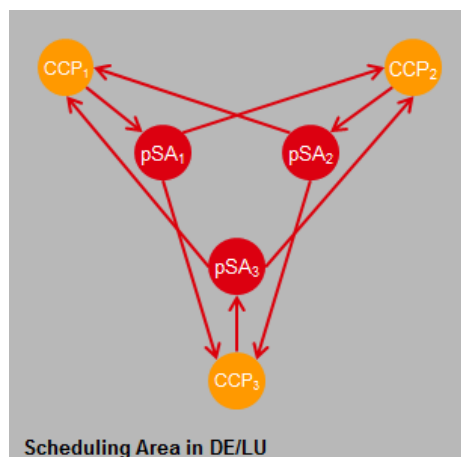 CCP₁
CCP₂
pSA₁
pSA₂
pSA₃
CCP₃
Scheduling Area in DE/LU